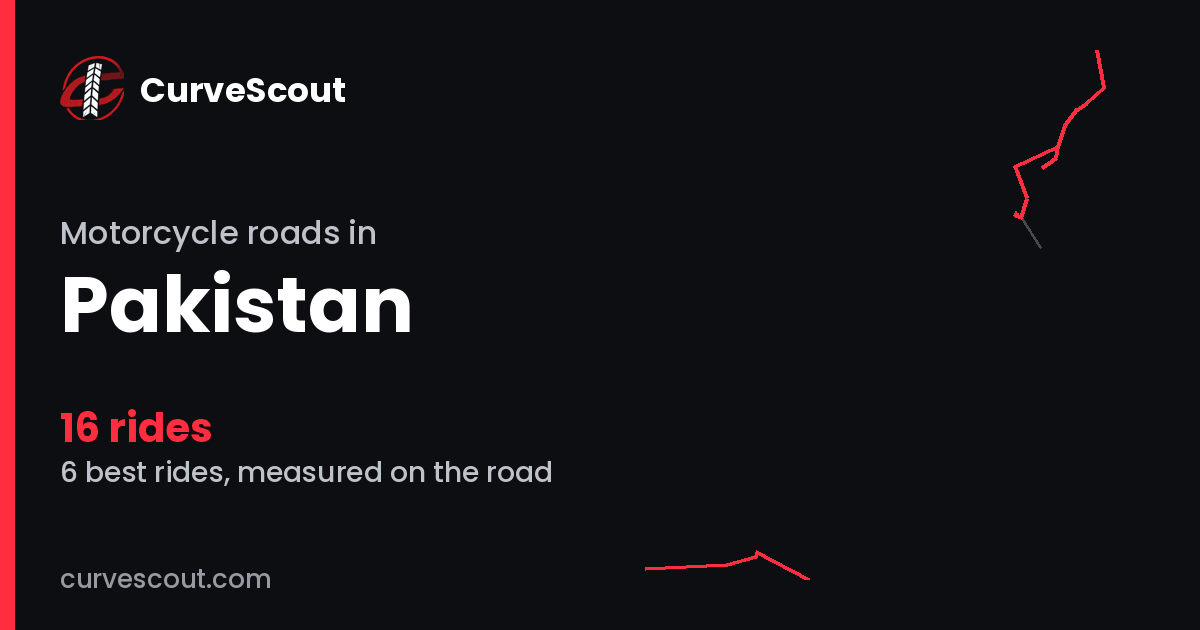 CurveScout
Motorcycle roads in
Pakistan
16 rides
6 best rides, measured on the road
curvescout.com